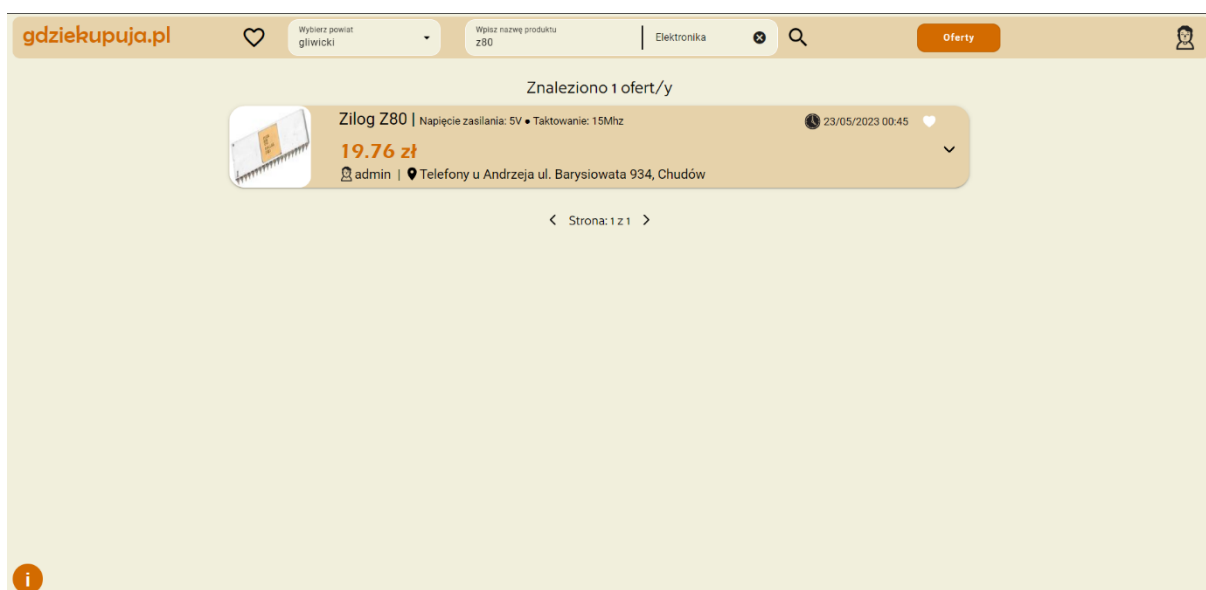 gdziekupuja.pl
Wybierz powiat
gliwicki
Wpisz nazwę produktu
z80
Elektronika
Oferty
Znaleziono 1 ofert/y
Zilog Z80 | Napięcie zasilania: 5V ● Taktowanie: 15Mhz
23/05/2023 00:45
19.76 zł
admin | Telefony u Andrzeja ul. Barysiowata 934, Chudów
Strona: 1 z 1
i